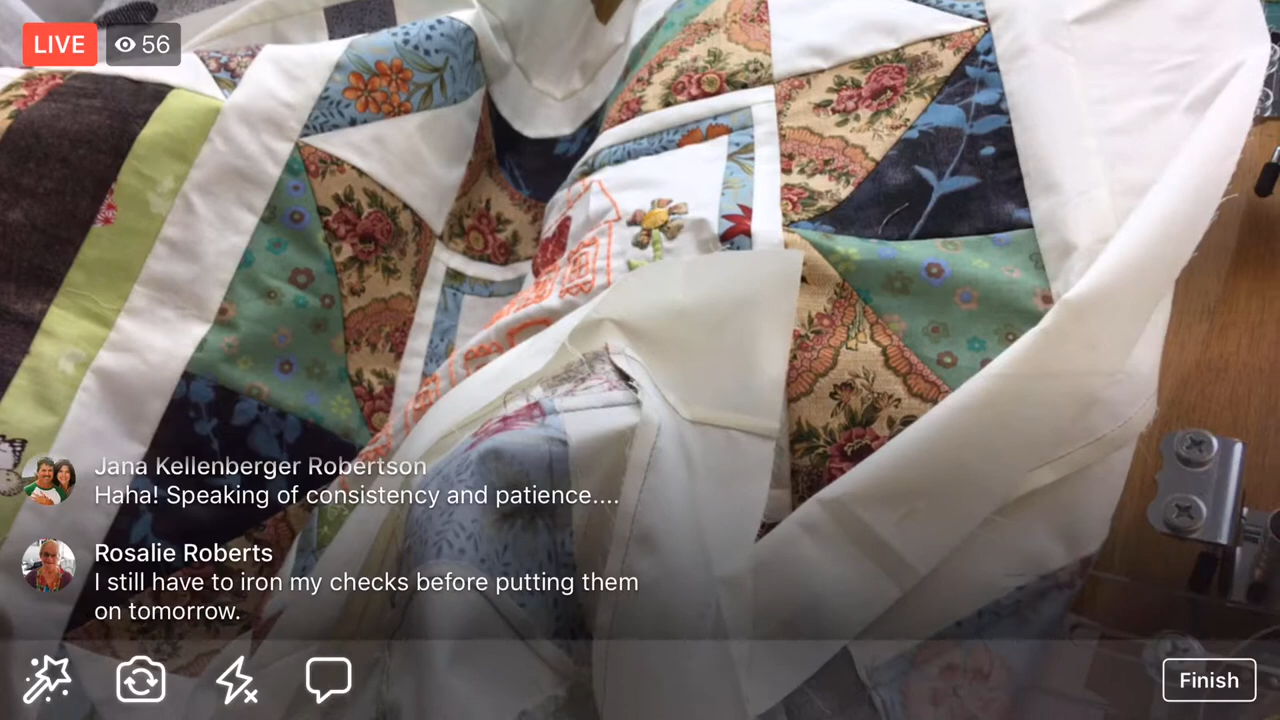 LIVE
56
Jana Kellenberger Robertson
Haha! Speaking of consistency and patience....
Rosalie Roberts
I still have to iron my checks before putting them
on tomorrow.
Finish